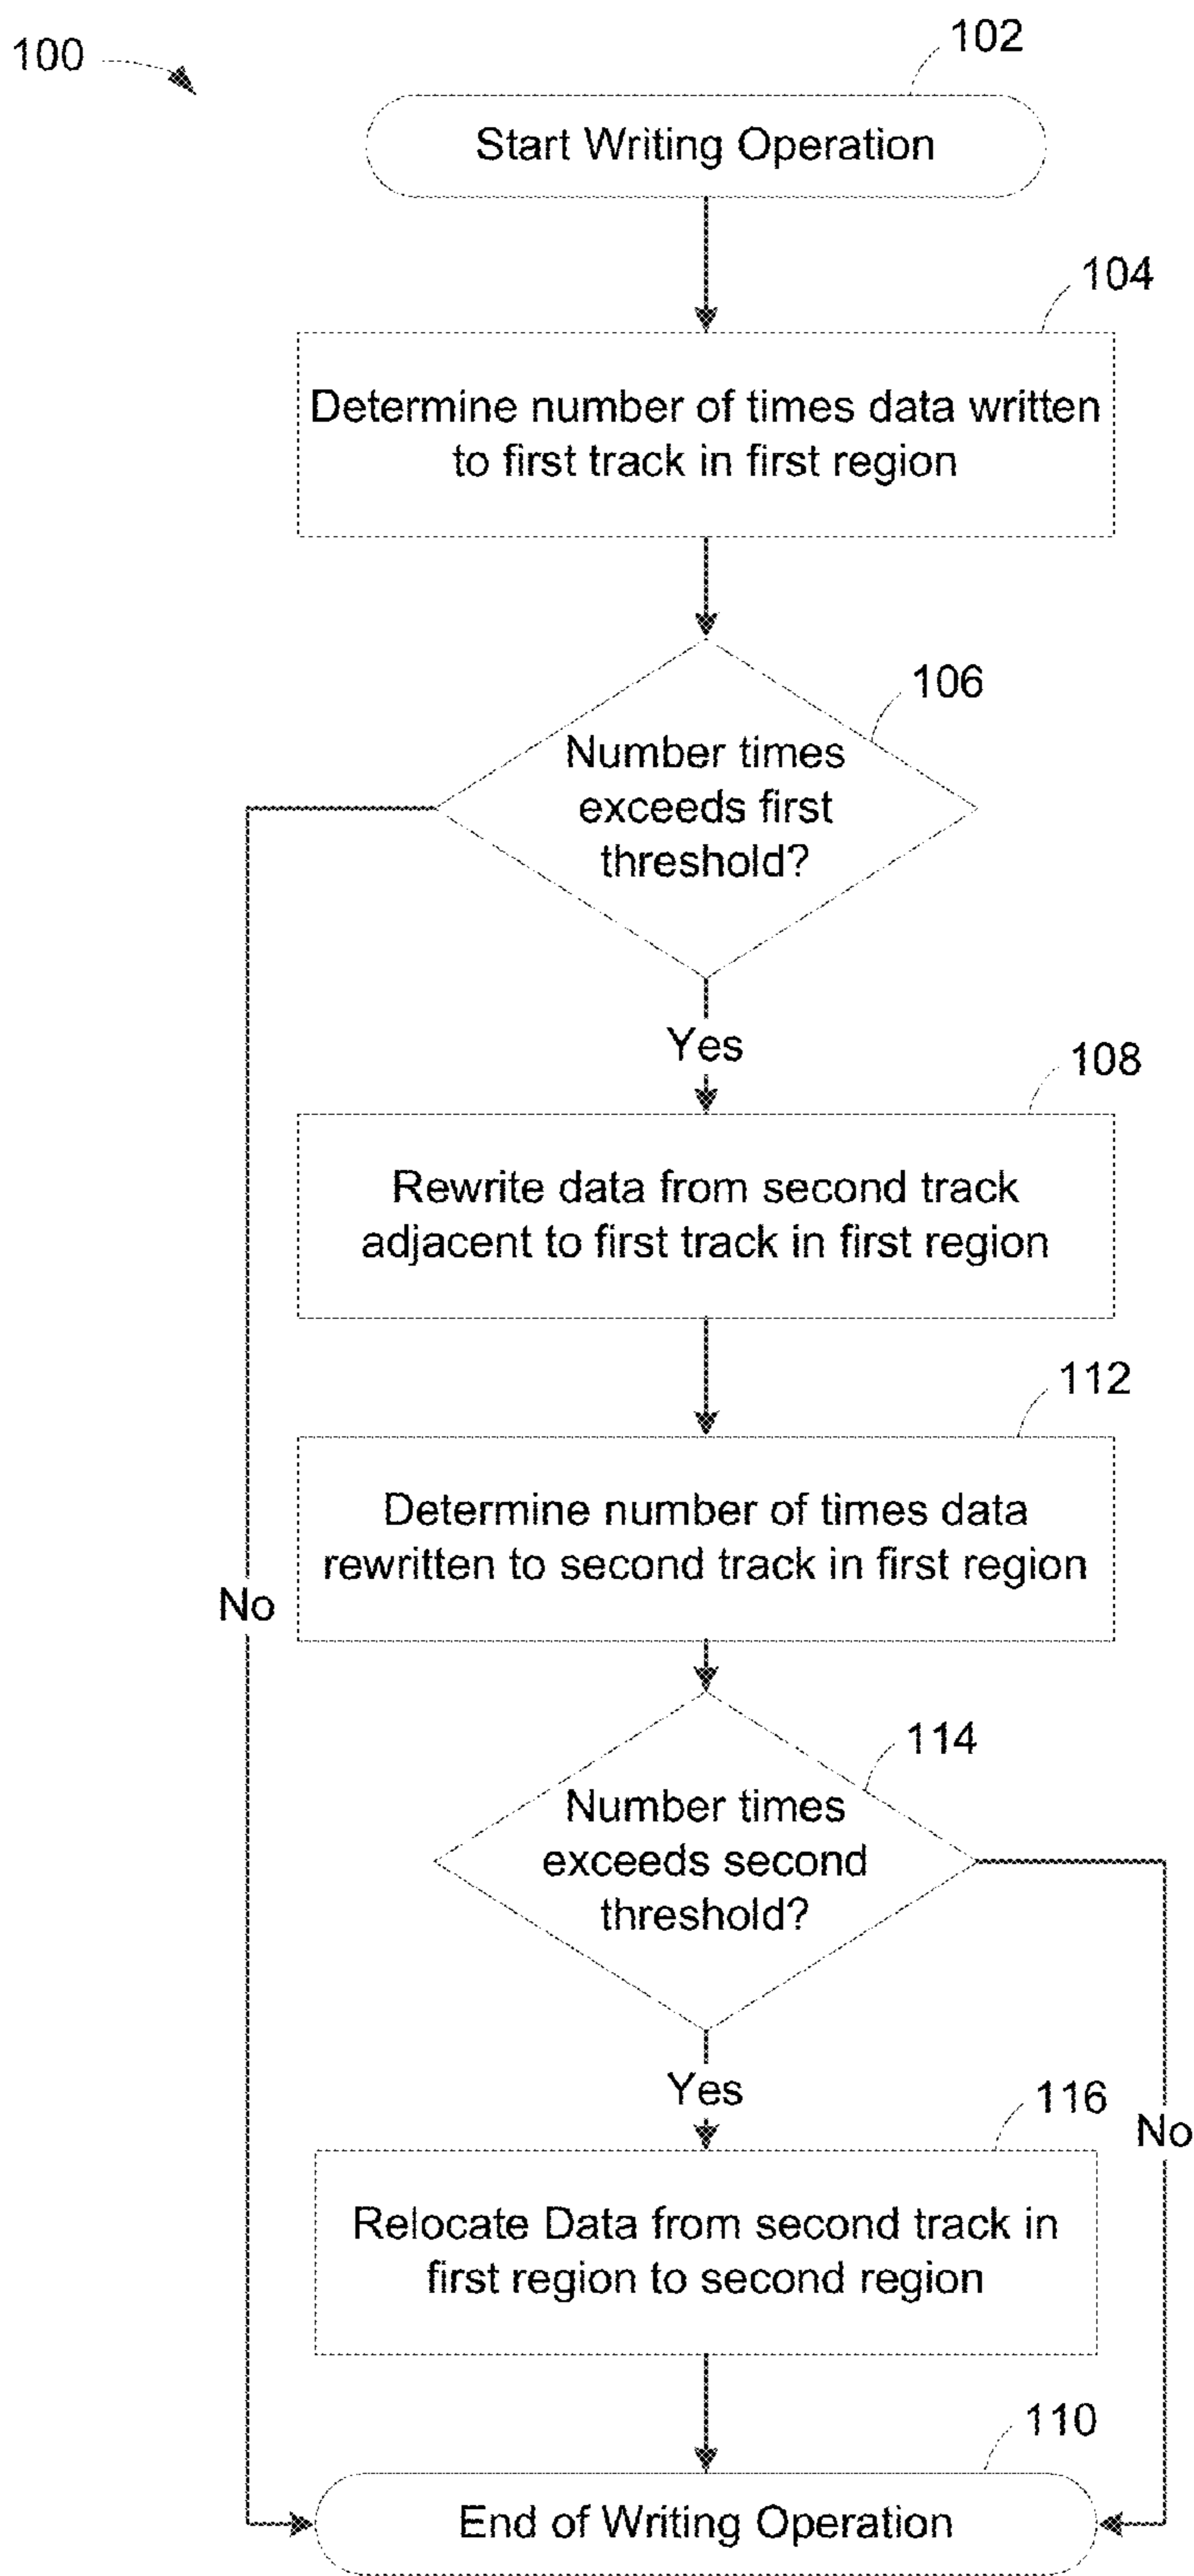 100
102
Start Writing Operation
104
Determine number of times data written
to first track in first region
106
Number times
exceeds first
threshold?
Yes
108
Rewrite data from second track
adjacent to first track in first region
112
Determine number of times data
rewritten to second track in first region
No
114
Number times
exceeds second
threshold?
Yes
116
No
Relocate Data from second track in
first region to second region
110
End of Writing Operation